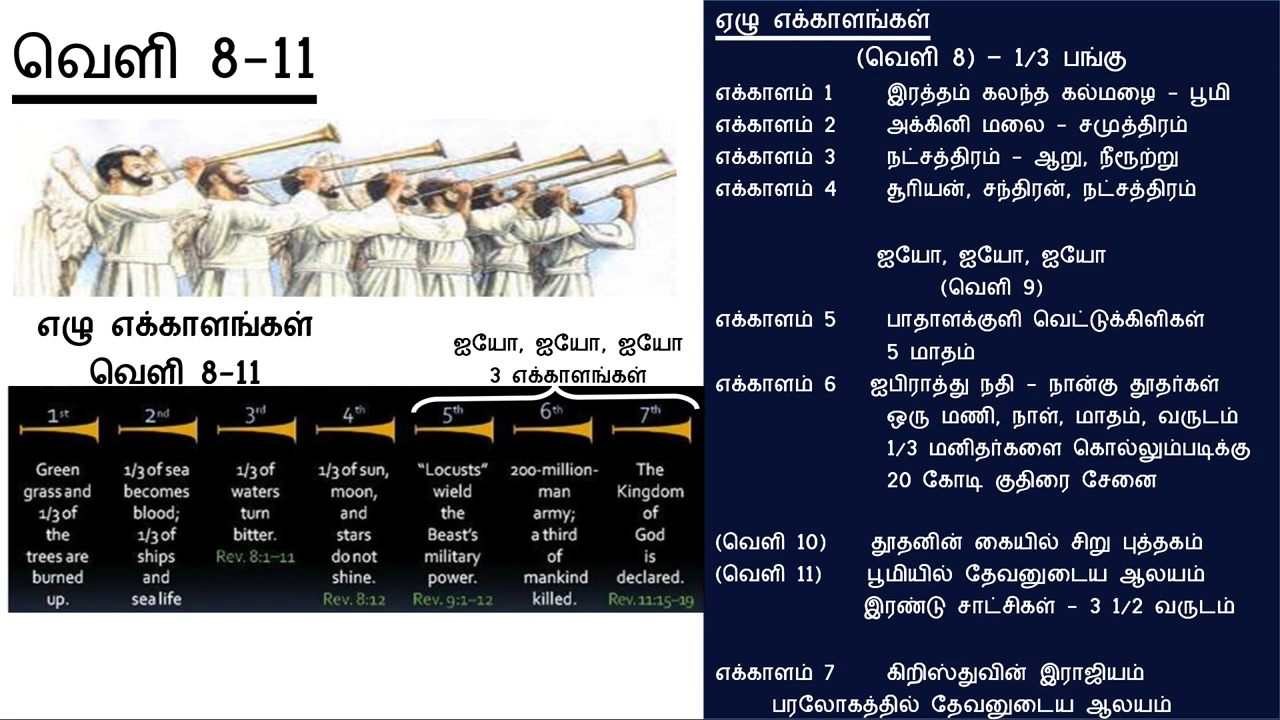 வெளி 8-11
எழு எக்காளங்கள்
வெளி 8-11
ஐயோ, ஐயோ, ஐயோ
3 எக்காளங்கள்
1st
Green
grass and
1/3 of
the
trees are
burned
up.
2nd
1/3 of sea
becomes
blood;
1/3 of
ships
and
sea life
3rd
1/3 of
waters
turn
bitter.
Rev. 8:1–11
4th
1/3 of sun,
moon,
and
stars
do not
shine.
Rev. 8:12
5th
"Locusts"
wield
the
Beast's
military
power.
Rev. 9:1–12
6th
200-million-
man
army;
a third
of
mankind
killed.
7th
The
Kingdom
of
God
is
declared.
Rev. 11:15–19
ஏழு எக்காளங்கள்
(வெளி 8) – 1/3 பங்கு
எக்காளம் 1 இரத்தம் கலந்த கல்மழை - பூமி
எக்காளம் 2 அக்கினி மலை - சமுத்திரம்
எக்காளம் 3 நட்சத்திரம் - ஆறு, நீரூற்று
எக்காளம் 4 சூரியன், சந்திரன், நட்சத்திரம்
ஐயோ, ஐயோ, ஐயோ
(வெளி 9)
எக்காளம் 5 பாதாளக்குளி வெட்டுக்கிளிகள்
5 மாதம்
எக்காளம் 6 ஐபிராத்து நதி - நான்கு தூதர்கள்
ஒரு மணி, நாள், மாதம், வருடம்
1/3 மனிதர்களை கொல்லும்படிக்கு
20 கோடி குதிரை சேனை
(வெளி 10) தூதனின் கையில் சிறு புத்தகம்
(வெளி 11) பூமியில் தேவனுடைய ஆலயம்
இரண்டு சாட்சிகள் - 3 1/2 வருடம்
எக்காளம் 7 கிறிஸ்துவின் இராஜியம்
பரலோகத்தில் தேவனுடைய ஆலயம்